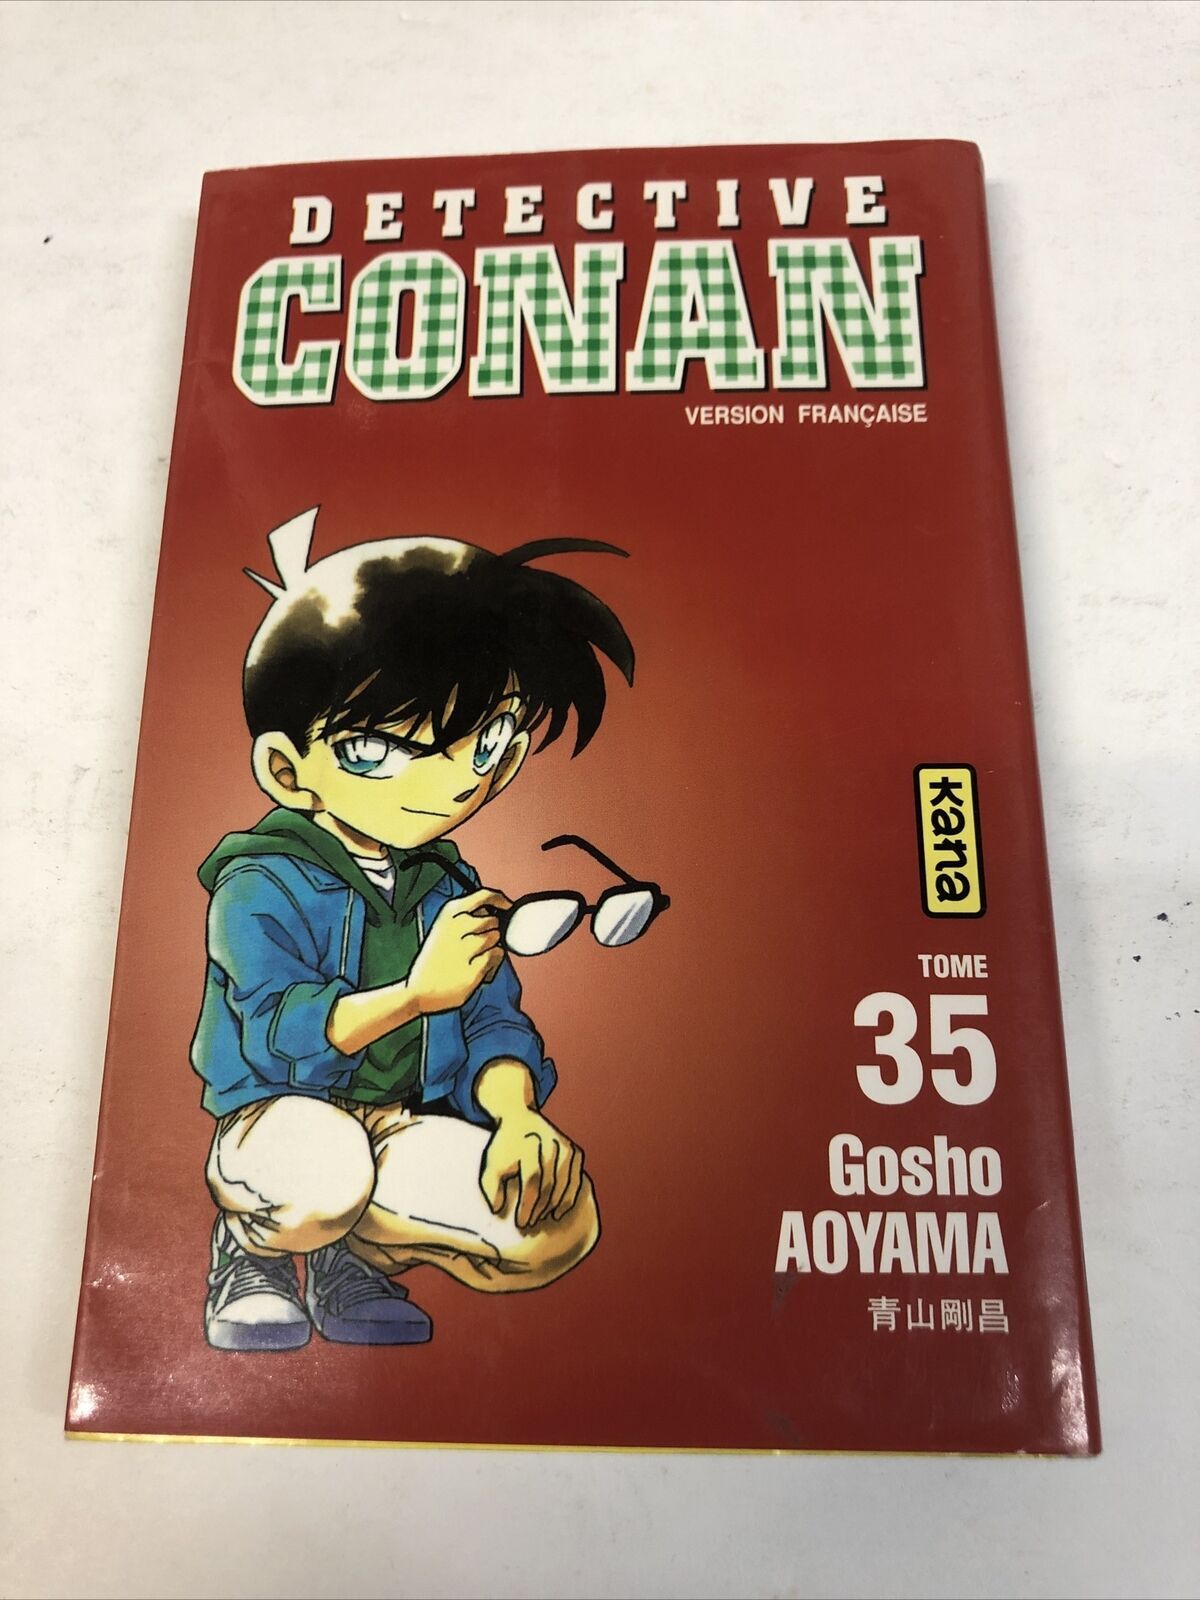 DETECTIVE
CONAN
VERSION FRANÇAISE
KANA
TOME
35
Gosho
AOYAMA
青山剛昌